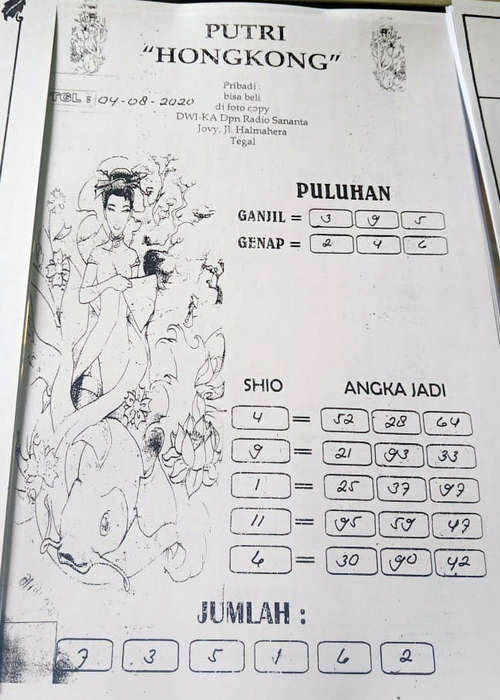 PUTRI
“HONGKONG”
Pribadi :
bisa beli
di foto copy
DWI-KA Dpn Radio Sananta
Jovy, Jl. Halmahera
Tegal
TGL : 04-08-2020
PULUHAN
GANJIL = 3 9 5
GENAP = 2 4 6
SHIO ANGKA JADI
4 = 52 28 64
9 = 21 93 33
1 = 25 37 97
11 = 95 59 47
6 = 30 90 42
JUMLAH :
7 3 5 1 6 2